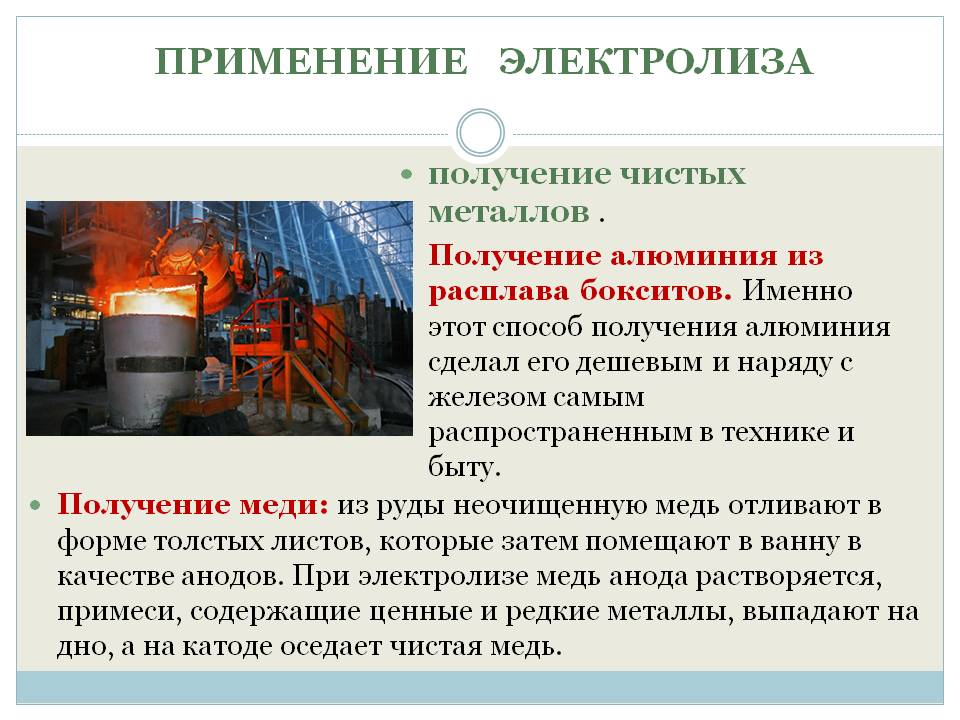 ПРИМЕНЕНИЕ ЭЛЕКТРОЛИЗА
• получение чистых
металлов .
Получение алюминия из
расплава бокситов. Именно
этот способ получения алюминия
сделал его дешевым и наряду с
железом самым
распространенным в технике и
быту.
• Получение меди: из руды неочищенную медь отливают в
форме толстых листов, которые затем помещают в ванну в
качестве анодов. При электролизе медь анода растворяется,
примеси, содержащие ценные и редкие металлы, выпадают на
дно, а на катоде оседает чистая медь.